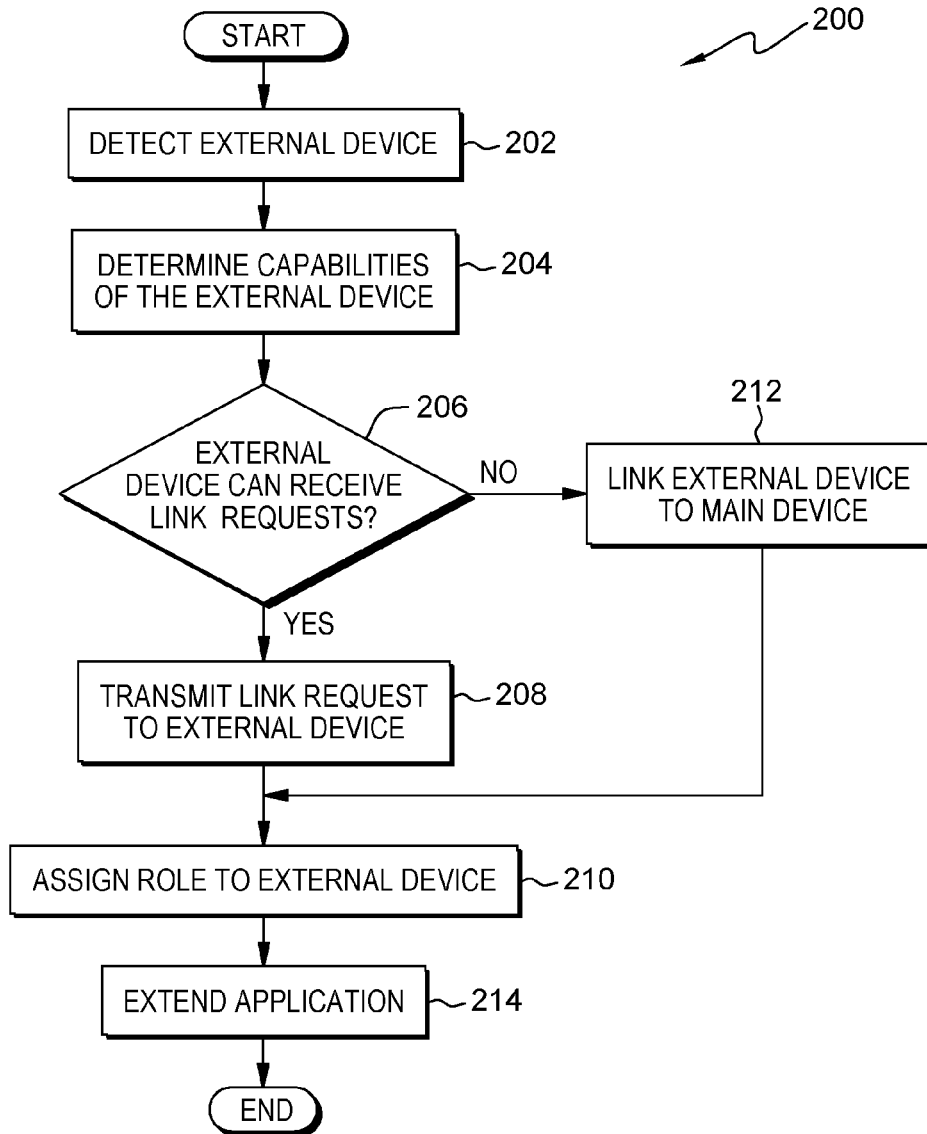 START
200
DETECT EXTERNAL DEVICE
202
DETERMINE CAPABILITIES
OF THE EXTERNAL DEVICE
204
206
EXTERNAL
DEVICE CAN RECEIVE
LINK REQUESTS?
NO
212
LINK EXTERNAL DEVICE
TO MAIN DEVICE
YES
TRANSMIT LINK REQUEST
TO EXTERNAL DEVICE
208
ASSIGN ROLE TO EXTERNAL DEVICE
210
EXTEND APPLICATION
214
END